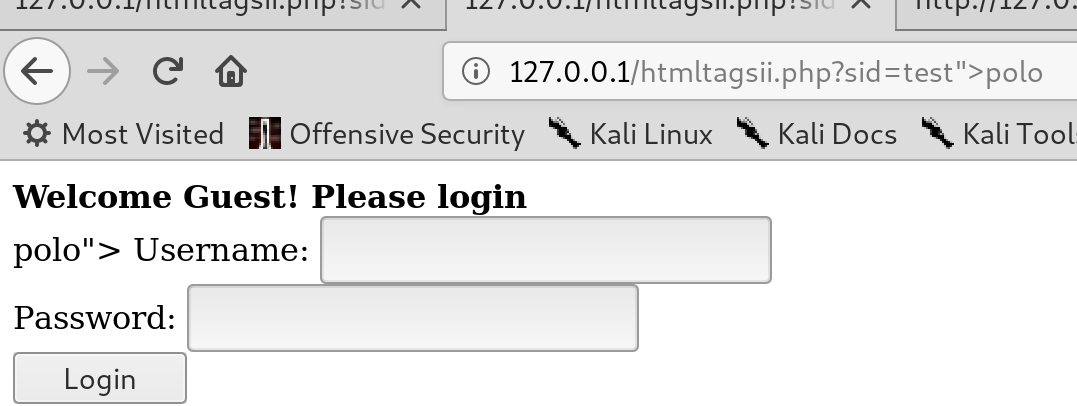 127.0.0.1/htmltagsii.php?sid 127.0.0.1/htmltagsii.php?sid http://127.0.
127.0.0.1/htmltagsii.php?sid=test">polo
Most Visited Offensive Security Kali Linux Kali Docs Kali Tool
Welcome Guest! Please login
polo"> Username:
Password:
Login